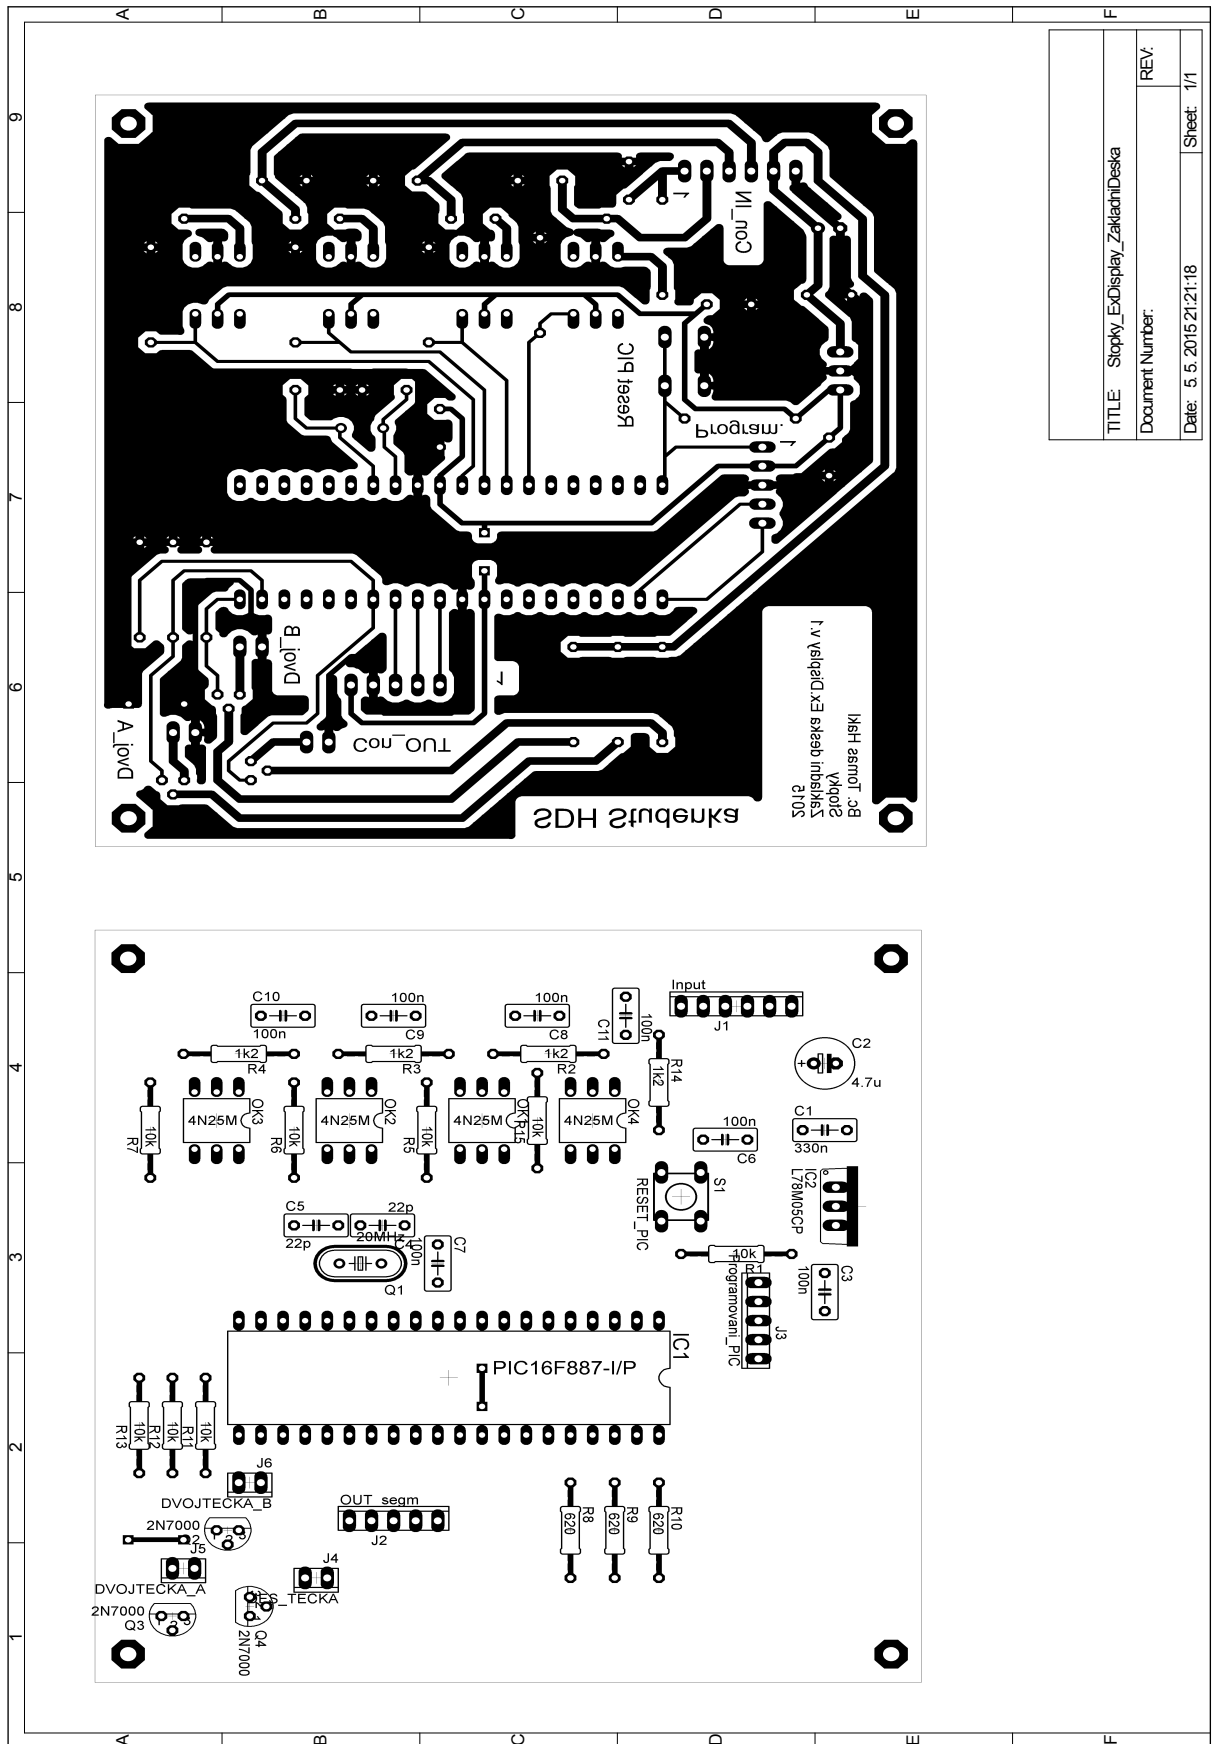 A B C D E F
9
8
7
6
5
4
3
2
1
TITLE: Stopky_ExDisplay_ZakladniDeska
Document Number:
REV:
Date: 5. 5. 2015 21:21:18
Sheet: 1/1
Con_IN
1
Reset PIC
Program.
1
Dvoj_B
1
Dvoj_A
Con_OUT
SDH Studenka
Bc. Tomas Hakl
Stopky
Zakladni deska Ex.Display v.1
2015
C10
100n
100n
C9
100n
C8
C11
100n
Input
J1
1k2
R4
1k2
R3
1k2
R2
R14
1k2
C2
+
4.7u
R7
10k
4N25M
OK3
R6
10k
4N25M
OK2
R5
10k
4N25M
R15
10k
4N25M
OK4
100n
C6
C1
330n
S1
RESET_PIC
IC2
L78M05CP
C5
22p
22p
C4
20MHz
Q1
C7
100n
10k
R1
Programovani_PIC
J3
C3
100n
IC1
PIC16F887-I/P
R13
10k
R12
10k
R11
10k
J6
DVOJTECKA_B
2N7000
J5
DVOJTECKA_A
2N7000
Q3
OUT_segm
J2
J4
DES_TECKA
Q4
2N7000
620
R8
620
R9
620
R10
A B C D E F